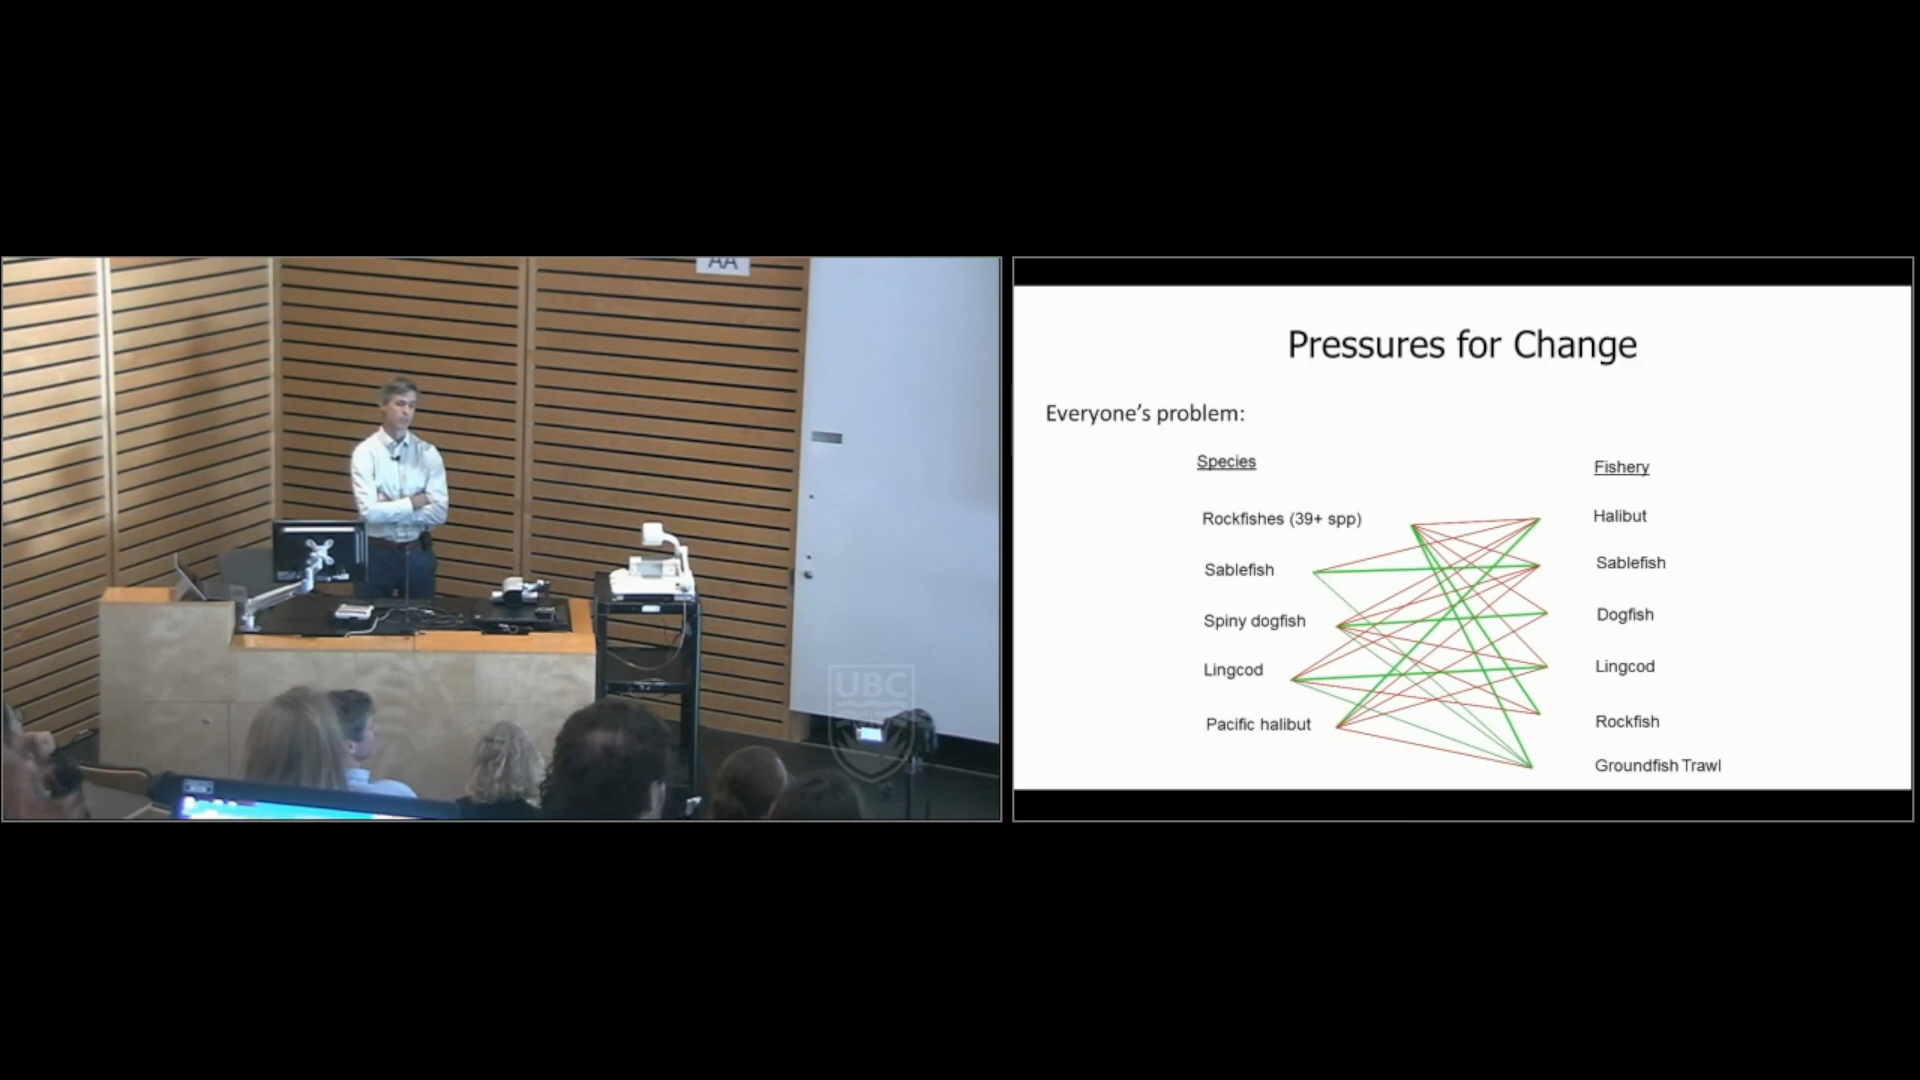 AA
UBC
Pressures for Change
Everyone's problem:
Species
Fishery
Rockfishes (39+ spp)
Halibut
Sablefish
Sablefish
Spiny dogfish
Dogfish
Lingcod
Lingcod
Pacific halibut
Rockfish
Groundfish Trawl